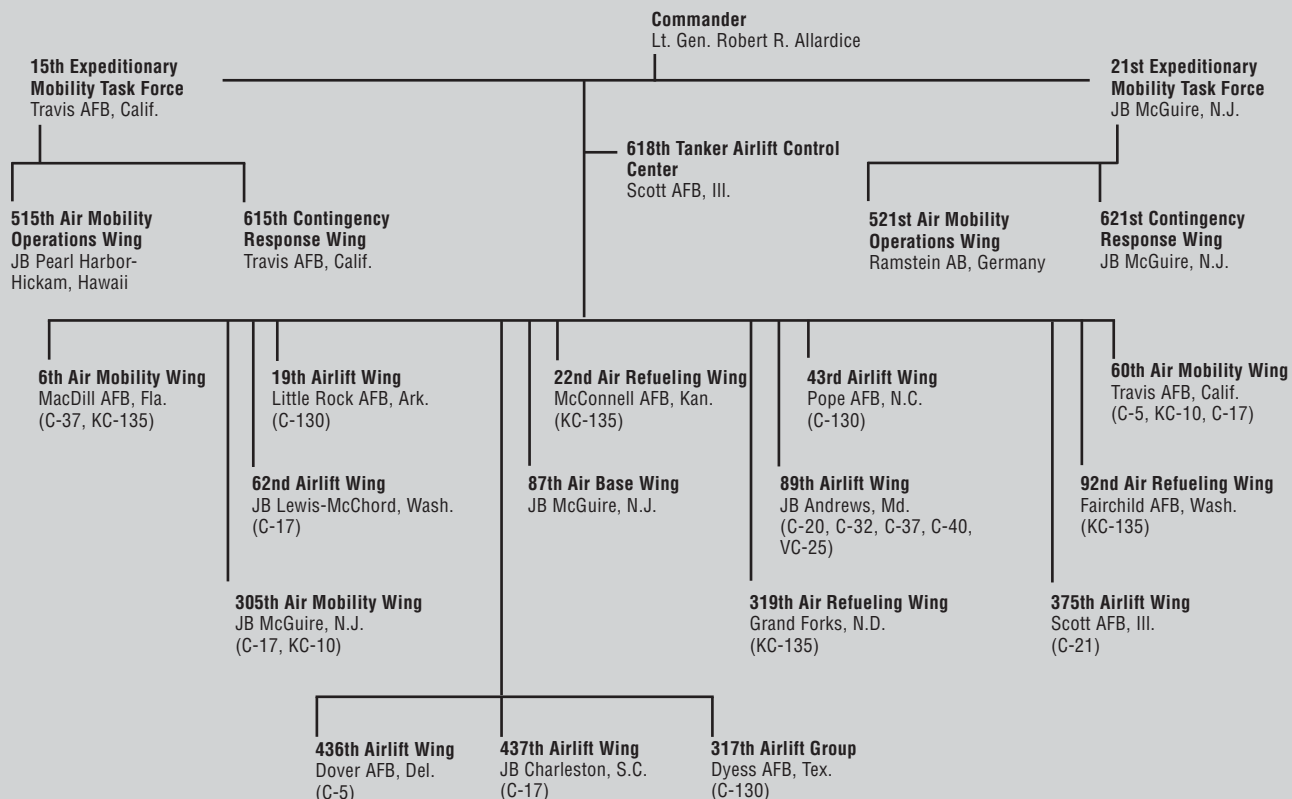 Commander
Lt. Gen. Robert R. Allardice
15th Expeditionary
Mobility Task Force
Travis AFB, Calif.
21st Expeditionary
Mobility Task Force
JB McGuire, N.J.
618th Tanker Airlift Control
Center
Scott AFB, Ill.
515th Air Mobility
Operations Wing
JB Pearl Harbor-
Hickam, Hawaii
615th Contingency
Response Wing
Travis AFB, Calif.
521st Air Mobility
Operations Wing
Ramstein AB, Germany
621st Contingency
Response Wing
JB McGuire, N.J.
6th Air Mobility Wing
MacDill AFB, Fla.
(C-37, KC-135)
19th Airlift Wing
Little Rock AFB, Ark.
(C-130)
22nd Air Refueling Wing
McConnell AFB, Kan.
(KC-135)
43rd Airlift Wing
Pope AFB, N.C.
(C-130)
60th Air Mobility Wing
Travis AFB, Calif.
(C-5, KC-10, C-17)
62nd Airlift Wing
JB Lewis-McChord, Wash.
(C-17)
87th Air Base Wing
JB McGuire, N.J.
89th Airlift Wing
JB Andrews, Md.
(C-20, C-32, C-37, C-40,
VC-25)
92nd Air Refueling Wing
Fairchild AFB, Wash.
(KC-135)
305th Air Mobility Wing
JB McGuire, N.J.
(C-17, KC-10)
319th Air Refueling Wing
Grand Forks, N.D.
(KC-135)
375th Airlift Wing
Scott AFB, Ill.
(C-21)
436th Airlift Wing
Dover AFB, Del.
(C-5)
437th Airlift Wing
JB Charleston, S.C.
(C-17)
317th Airlift Group
Dyess AFB, Tex.
(C-130)